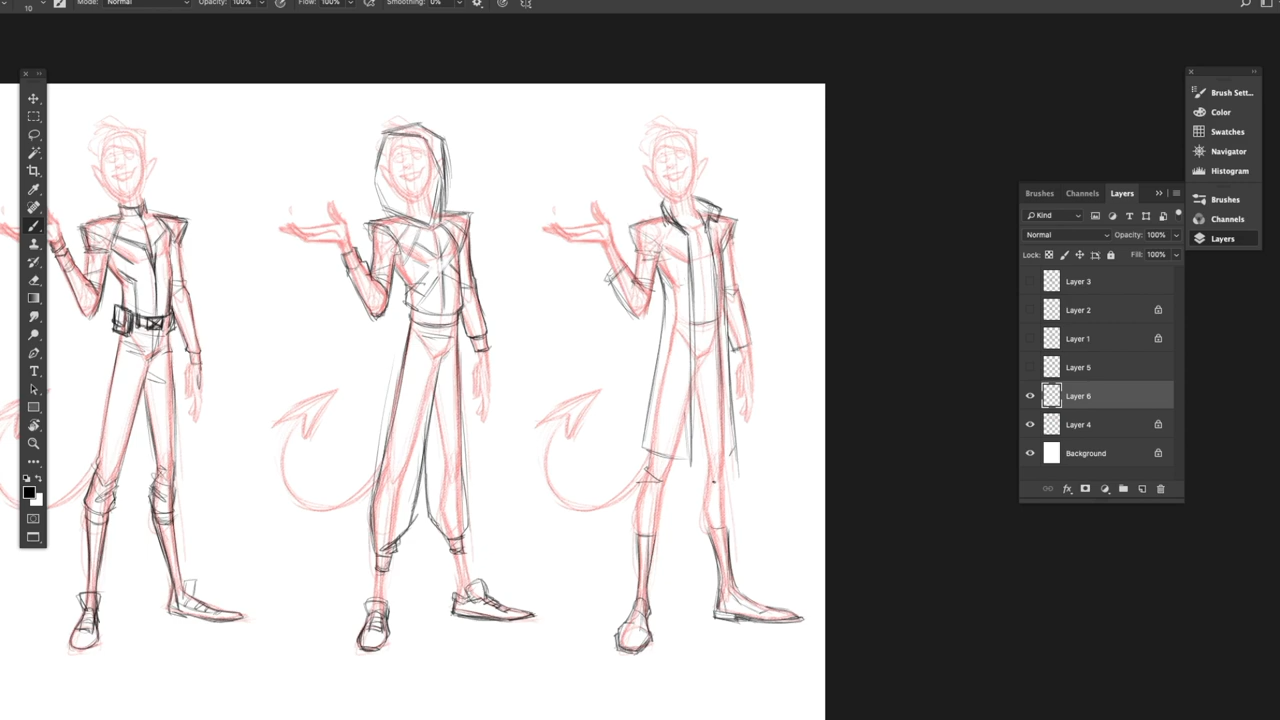 10 Mode: Normal Opacity: 100% Flow: 100% Smoothing: 0%
Brush Sett...
Color
Swatches
Navigator
Histogram
Brushes
Channels
Layers
Brushes Channels Layers
Kind
Normal Opacity: 100%
Lock: Fill: 100%
Layer 3
Layer 2
Layer 1
Layer 5
Layer 6
Layer 4
Background
fx